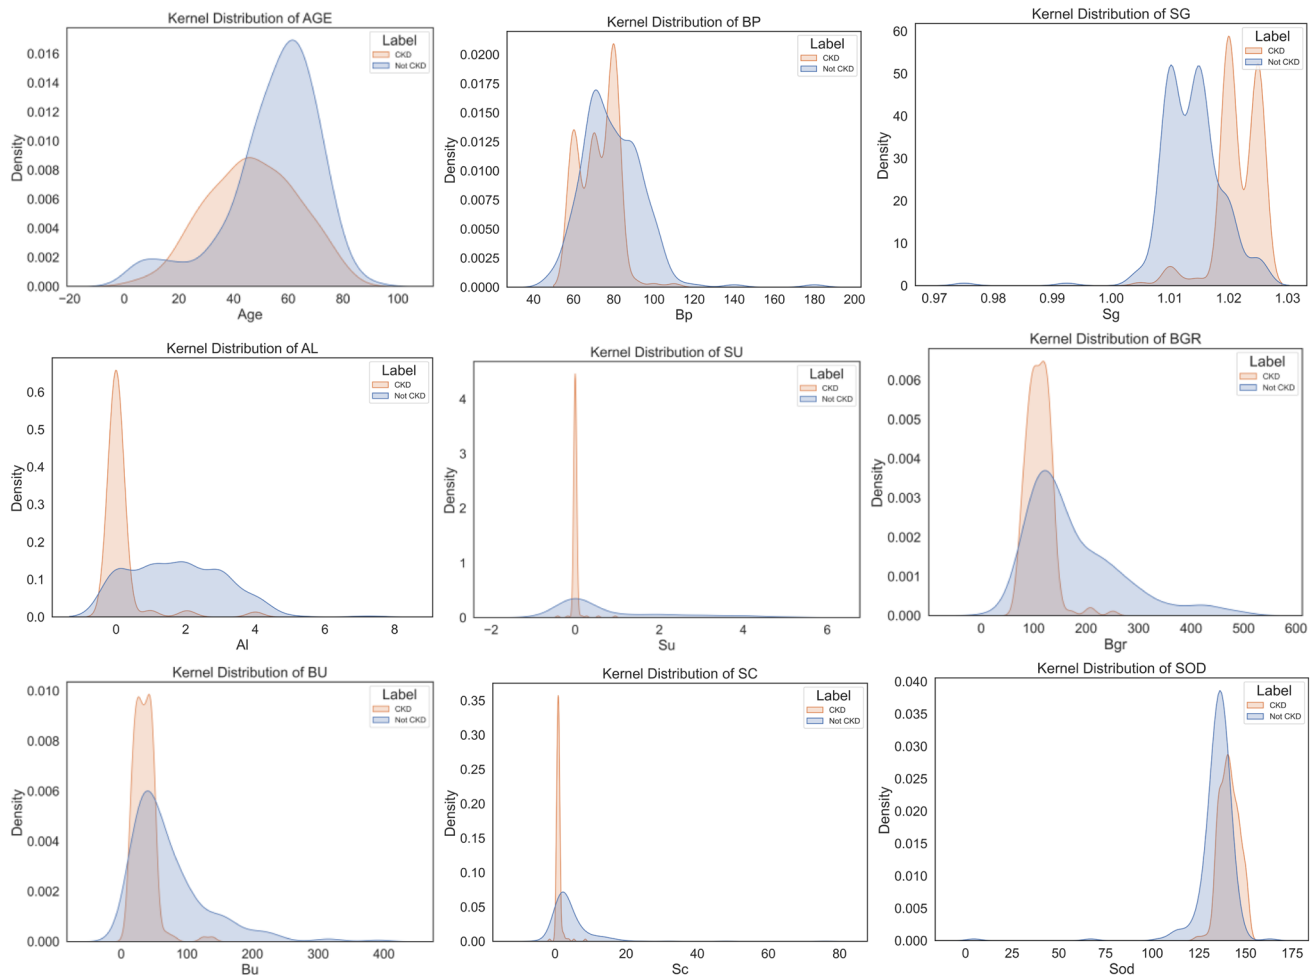 Kernel Distribution of AGE
Label
CKD
Not CKD
Density
0.016
0.014
0.012
0.010
0.008
0.006
0.004
0.002
0.000
−20 0 20 40 60 80 100
Age
Kernel Distribution of BP
Label
CKD
Not CKD
Density
0.0200
0.0175
0.0150
0.0125
0.0100
0.0075
0.0050
0.0025
0.0000
40 60 80 100 120 140 160 180 200
Bp
Kernel Distribution of SG
Label
CKD
Not CKD
Density
60
50
40
30
20
10
0
0.97 0.98 0.99 1.00 1.01 1.02 1.03
Sg
Kernel Distribution of AL
Label
CKD
Not CKD
Density
0.6
0.5
0.4
0.3
0.2
0.1
0.0
0 2 4 6 8
Al
Kernel Distribution of SU
Label
CKD
Not CKD
Density
4
3
2
1
0
−2 0 2 4 6
Su
Kernel Distribution of BGR
Label
CKD
Not CKD
Density
0.006
0.005
0.004
0.003
0.002
0.001
0.000
0 100 200 300 400 500 600
Bgr
Kernel Distribution of BU
Label
CKD
Not CKD
Density
0.010
0.008
0.006
0.004
0.002
0.000
0 100 200 300 400
Bu
Kernel Distribution of SC
Label
CKD
Not CKD
Density
0.35
0.30
0.25
0.20
0.15
0.10
0.05
0.00
0 20 40 60 80
Sc
Kernel Distribution of SOD
Label
CKD
Not CKD
Density
0.040
0.035
0.030
0.025
0.020
0.015
0.010
0.005
0.000
0 25 50 75 100 125 150 175
Sod